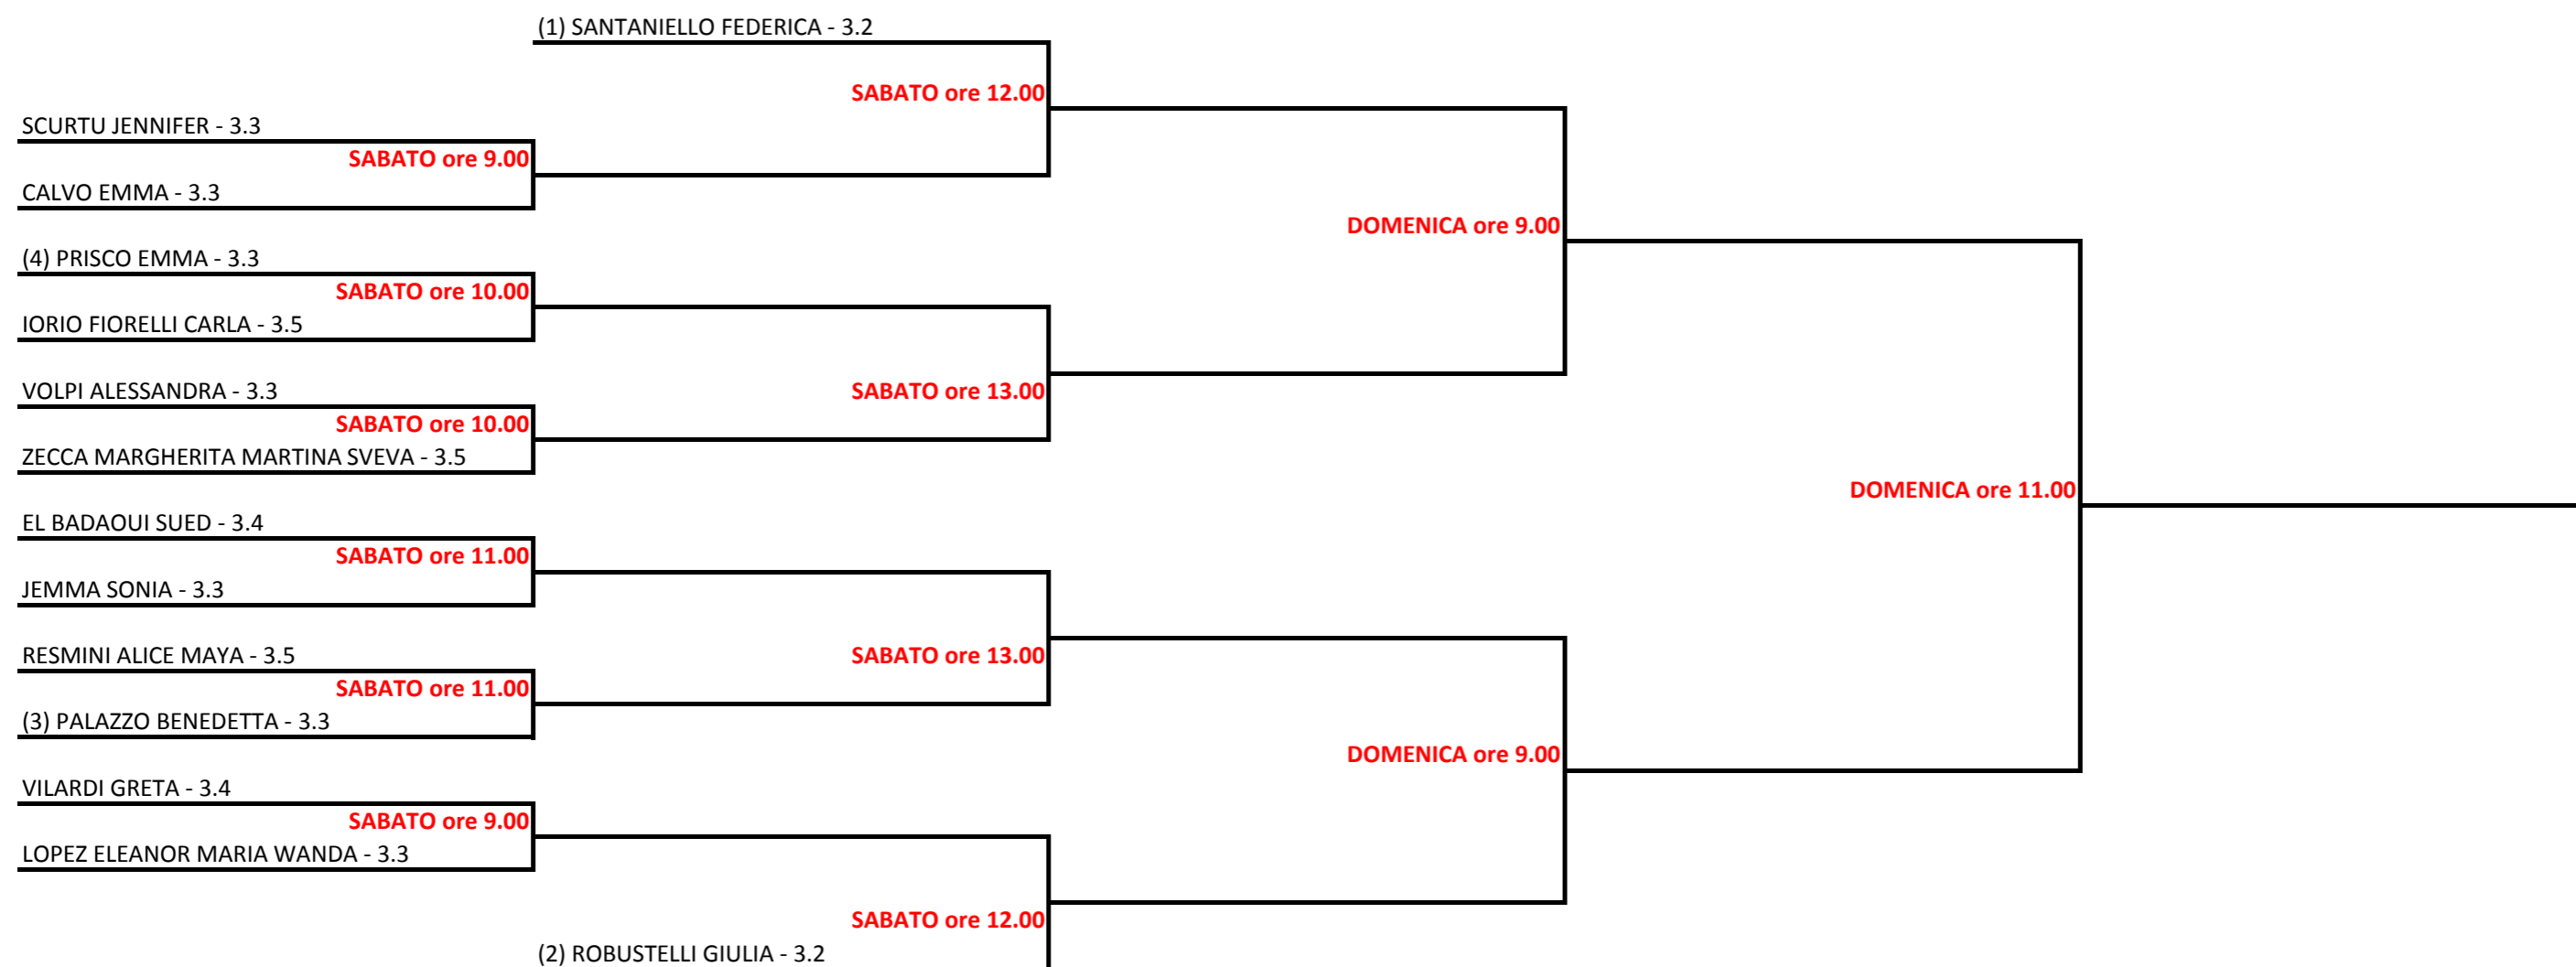 (1) SANTANIELLO FEDERICA - 3.2
SABATO ore 12.00
SCURTU JENNIFER - 3.3
SABATO ore 9.00
CALVO EMMA - 3.3
DOMENICA ore 9.00
(4) PRISCO EMMA - 3.3
SABATO ore 10.00
IORIO FIORELLI CARLA - 3.5
VOLPI ALESSANDRA - 3.3
SABATO ore 13.00
SABATO ore 10.00
ZECCA MARGHERITA MARTINA SVEVA - 3.5
DOMENICA ore 11.00
EL BADAOUI SUED - 3.4
SABATO ore 11.00
JEMMA SONIA - 3.3
RESMINI ALICE MAYA - 3.5
SABATO ore 13.00
SABATO ore 11.00
(3) PALAZZO BENEDETTA - 3.3
DOMENICA ore 9.00
VILARDI GRETA - 3.4
SABATO ore 9.00
LOPEZ ELEANOR MARIA WANDA - 3.3
SABATO ore 12.00
(2) ROBUSTELLI GIULIA - 3.2